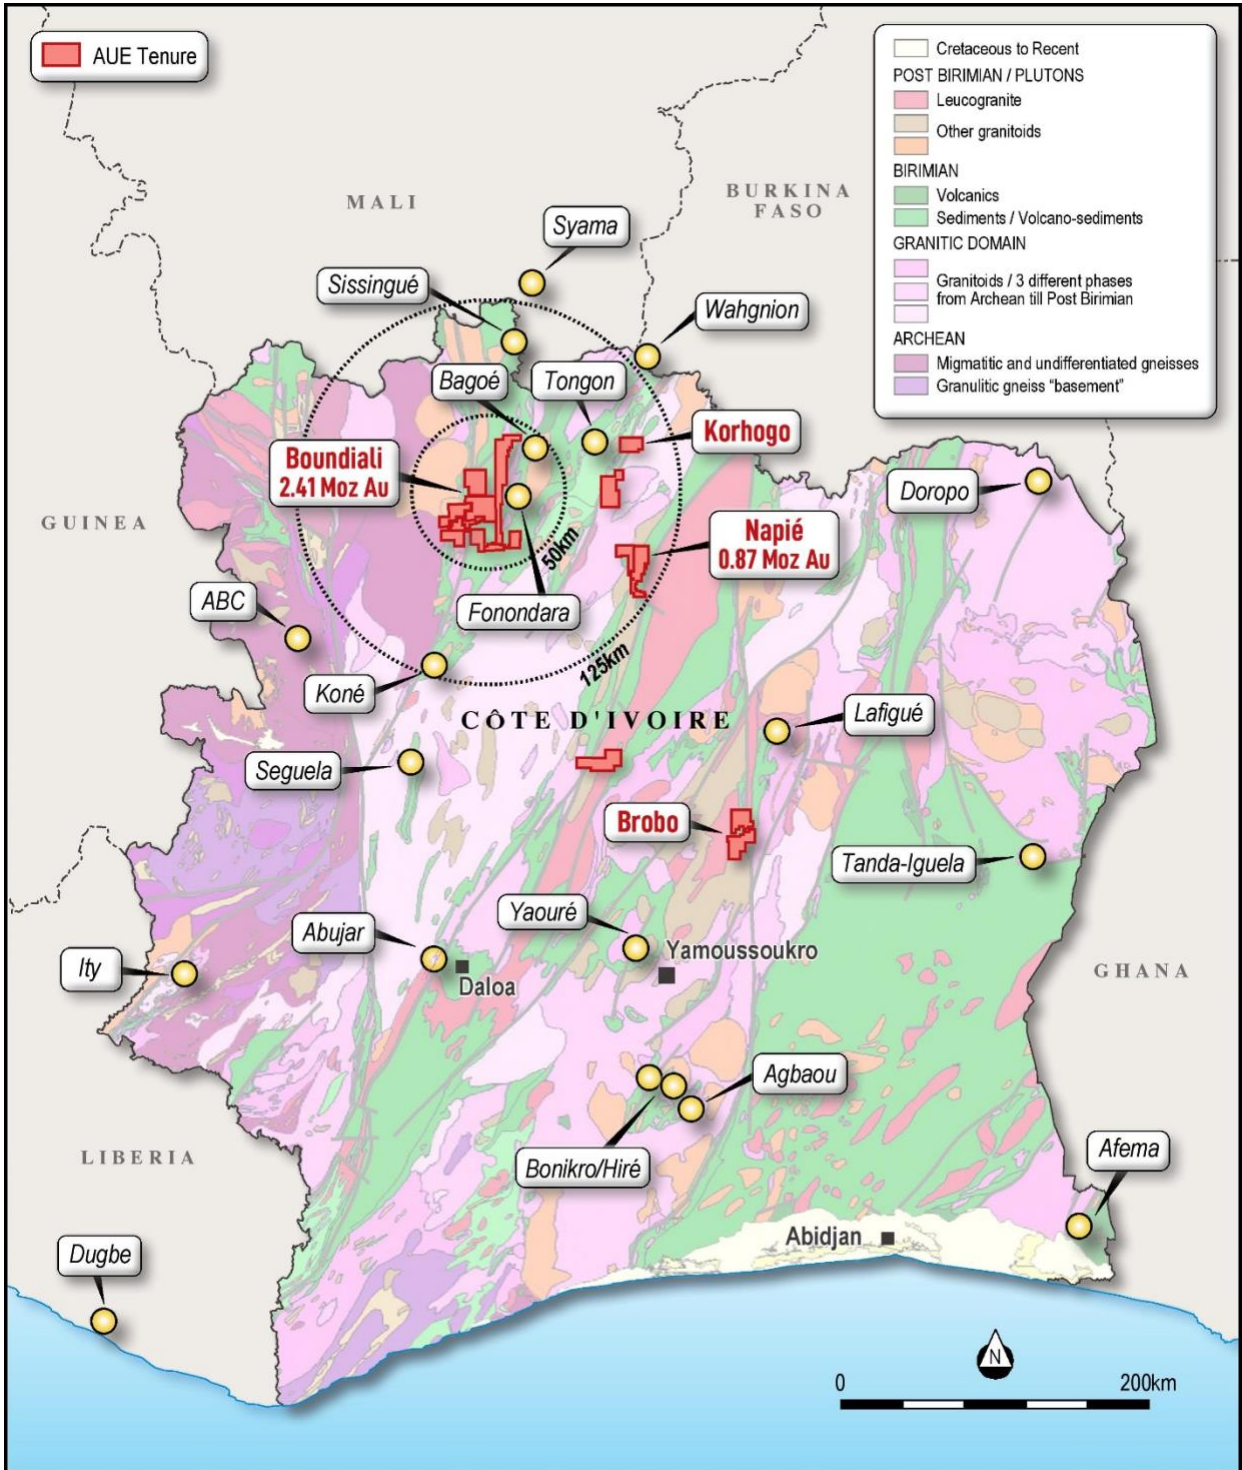 AUE Tenure
Cretaceous to Recent
POST BIRIMIAN / PLUTONS
Leucogranite
Other granitoids
BIRIMIAN
Volcanics
Sediments / Volcano-sediments
GRANITIC DOMAIN
Granitoids / 3 different phases
from Archean till Post Birimian
ARCHEAN
Migmatitic and undifferentiated gneisses
Granulitic gneiss “basement”
MALI
BURKINA
FASO
Syama
Sissingué
Wahgnion
Bagoé
Tongon
Korhogo
Boundiali
2.41 Moz Au
Doropo
GUINEA
Napié
0.87 Moz Au
50km
Fonondara
ABC
125km
Koné
CÔTE D'IVOIRE
Lafigué
Seguela
Brobo
Tanda-Iguela
Yaouré
Abujar
Yamoussoukro
Ity
Daloa
GHANA
Agbaou
Bonikro/Hiré
LIBERIA
Afema
Abidjan
Dugbe
N
0
200km